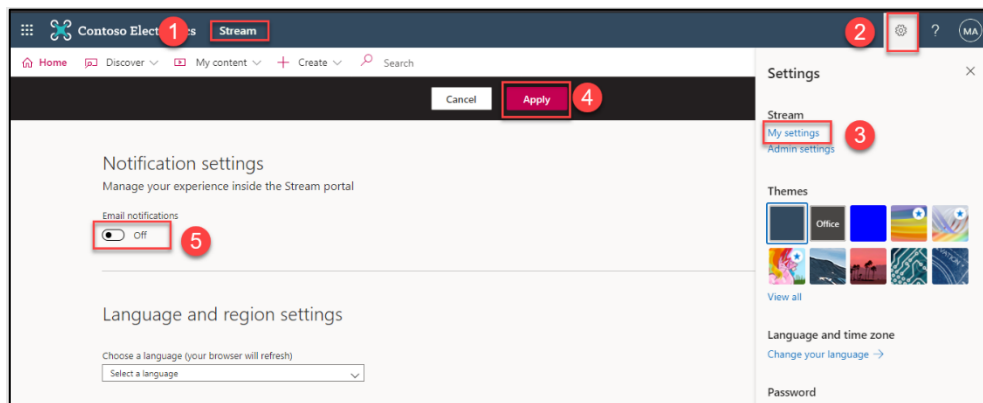 Contoso Elect cs Stream 1 2 ? MA
Home Discover My content Create Search
Cancel Apply 4
Notification settings
Manage your experience inside the Stream portal
Email notifications
Off 5
Language and region settings
Choose a language (your browser will refresh)
Select a language
Settings
Stream
My settings 3
Admin settings
Themes
Office
View all
Language and time zone
Change your language →
Password